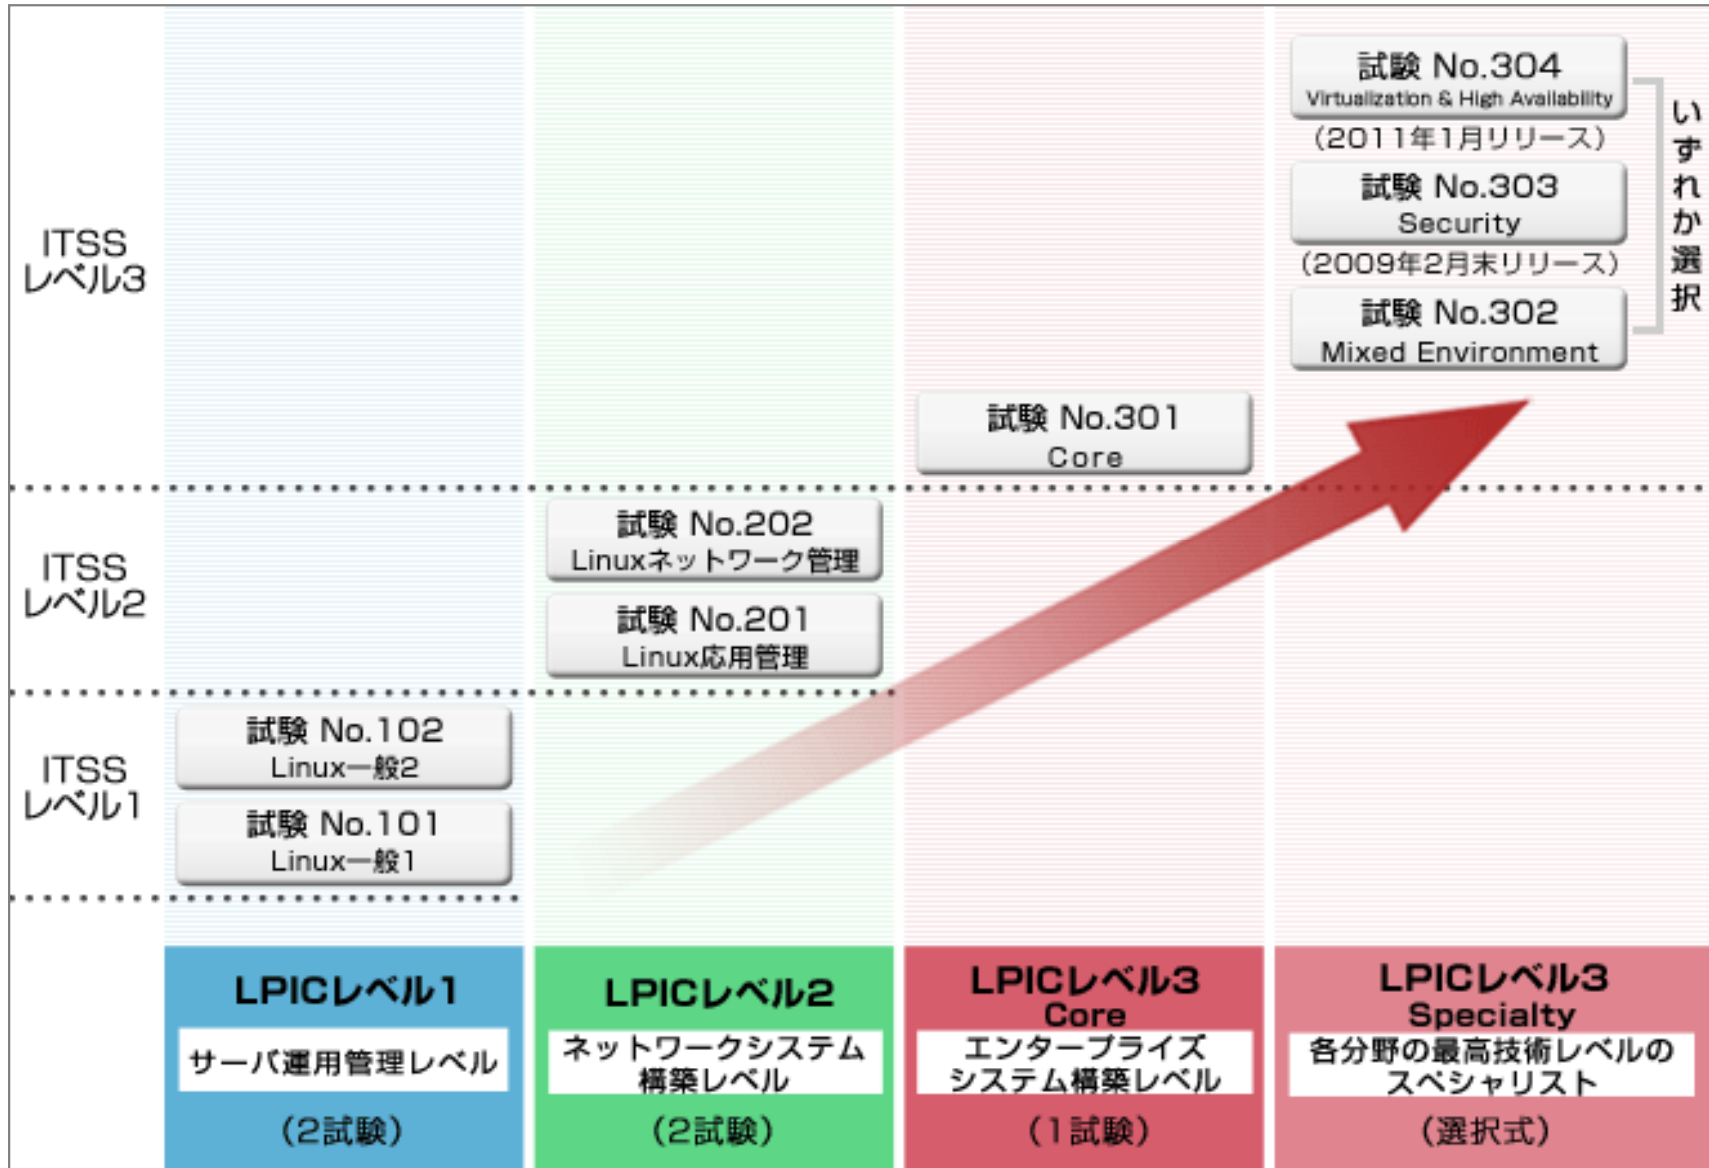 試験 No.304
Virtualization & High Availability
(2011年1月リリース)
試験 No.303
Security
(2009年2月末リリース)
試験 No.302
Mixed Environment
いずれか選択
ITSS
レベル3
試験 No.301
Core
試験 No.202
Linuxネットワーク管理
ITSS
レベル2
試験 No.201
Linux応用管理
試験 No.102
Linux一般2
ITSS
レベル1
試験 No.101
Linux一般1
LPICレベル1
サーバ運用管理レベル
(2試験)
LPICレベル2
ネットワークシステム
構築レベル
(2試験)
LPICレベル3
Core
エンタープライズ
システム構築レベル
(1試験)
LPICレベル3
Specialty
各分野の最高技術レベルの
スペシャリスト
(選択式)